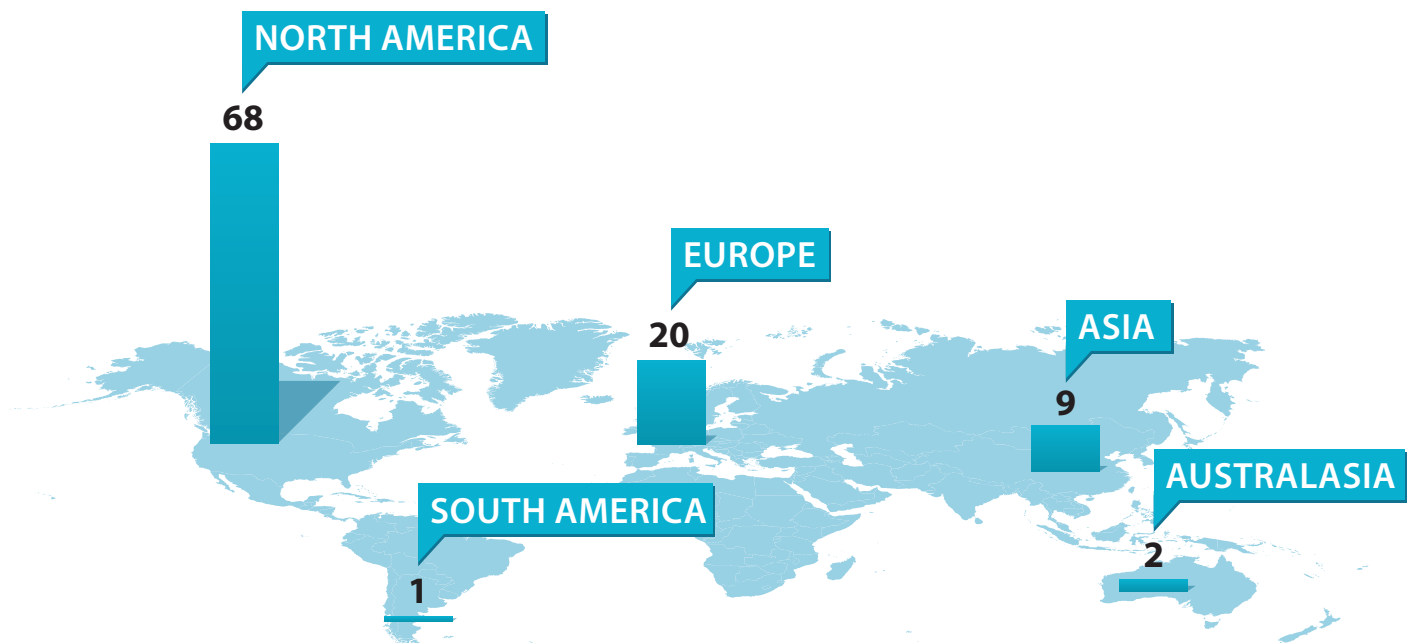 NORTH AMERICA
68
EUROPE
20
ASIA
9
AUSTRALASIA
2
SOUTH AMERICA
1